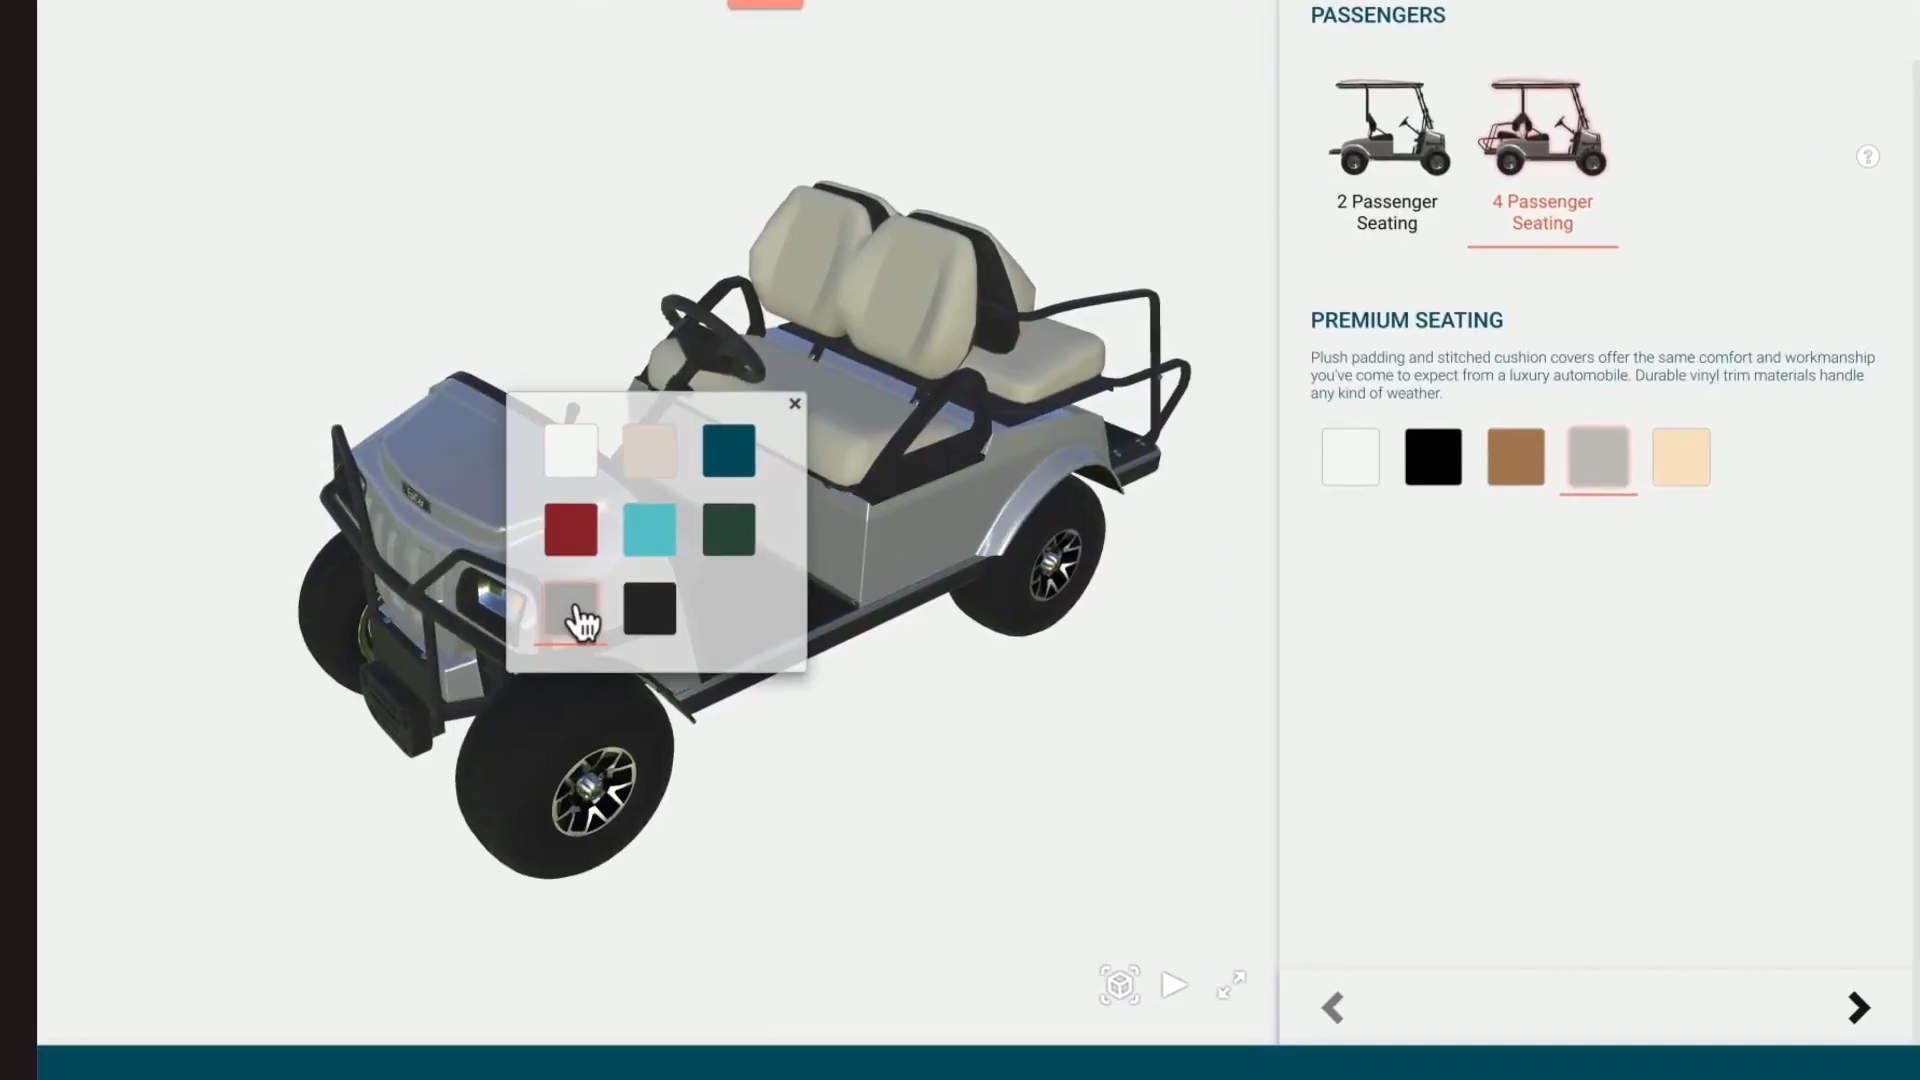 PASSENGERS
2 Passenger
Seating
4 Passenger
Seating
?
PREMIUM SEATING
Plush padding and stitched cushion covers offer the same comfort and workmanship
you've come to expect from a luxury automobile. Durable vinyl trim materials handle
any kind of weather.